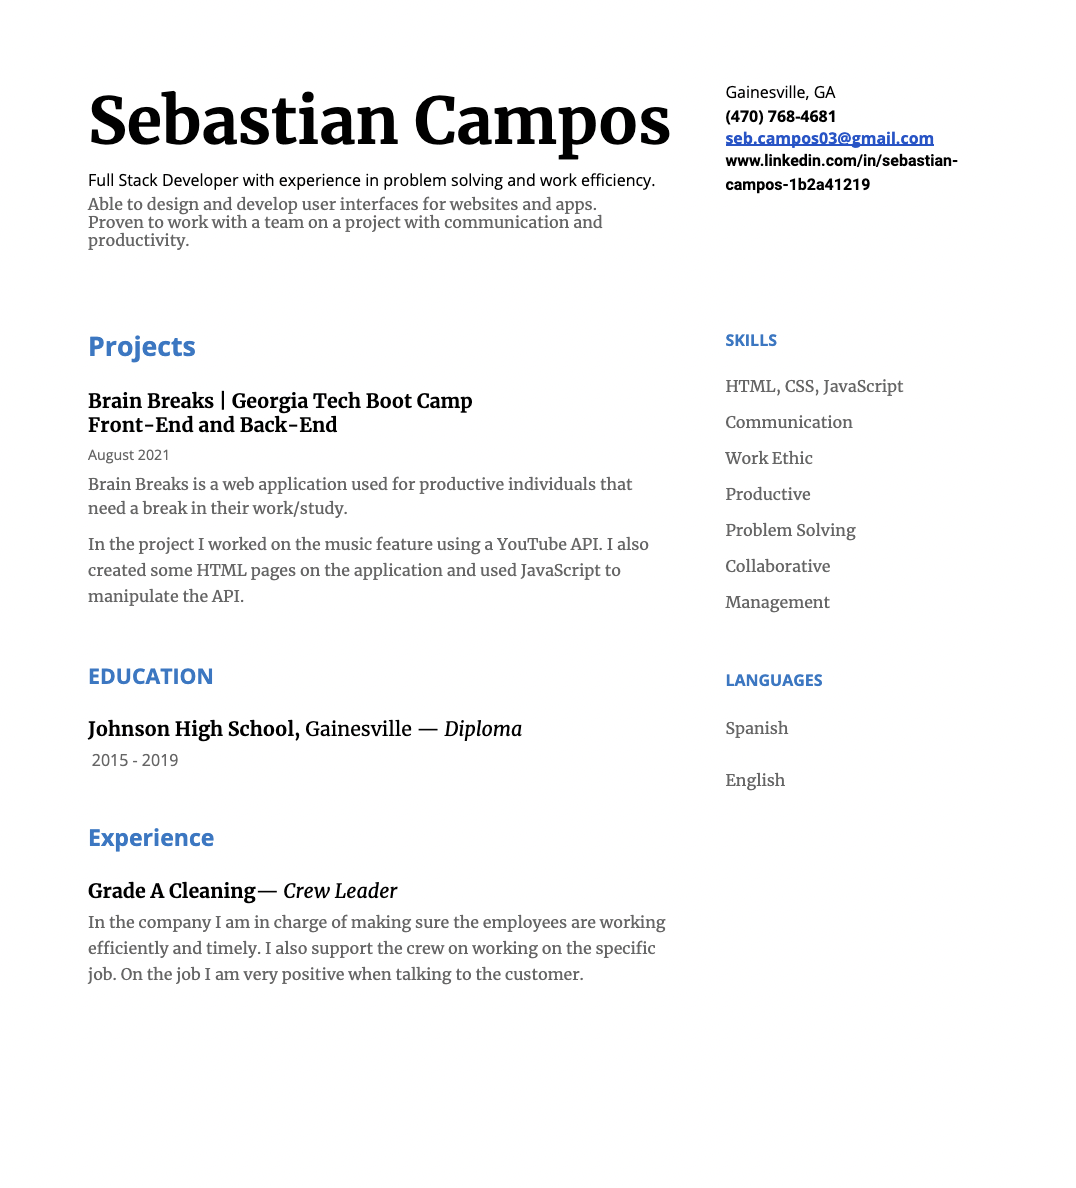 Sebastian Campos
Full Stack Developer with experience in problem solving and work efficiency.
Able to design and develop user interfaces for websites and apps.
Proven to work with a team on a project with communication and
productivity.
Gainesville, GA
(470) 768-4681
seb.campos03@gmail.com
www.linkedin.com/in/sebastian-
campos-1b2a41219
Projects
Brain Breaks | Georgia Tech Boot Camp
Front-End and Back-End
August 2021
Brain Breaks is a web application used for productive individuals that
need a break in their work/study.
In the project I worked on the music feature using a YouTube API. I also
created some HTML pages on the application and used JavaScript to
manipulate the API.
EDUCATION
Johnson High School, Gainesville — Diploma
2015 - 2019
Experience
Grade A Cleaning— Crew Leader
In the company I am in charge of making sure the employees are working
efficiently and timely. I also support the crew on working on the specific
job. On the job I am very positive when talking to the customer.
SKILLS
HTML, CSS, JavaScript
Communication
Work Ethic
Productive
Problem Solving
Collaborative
Management
LANGUAGES
Spanish
English